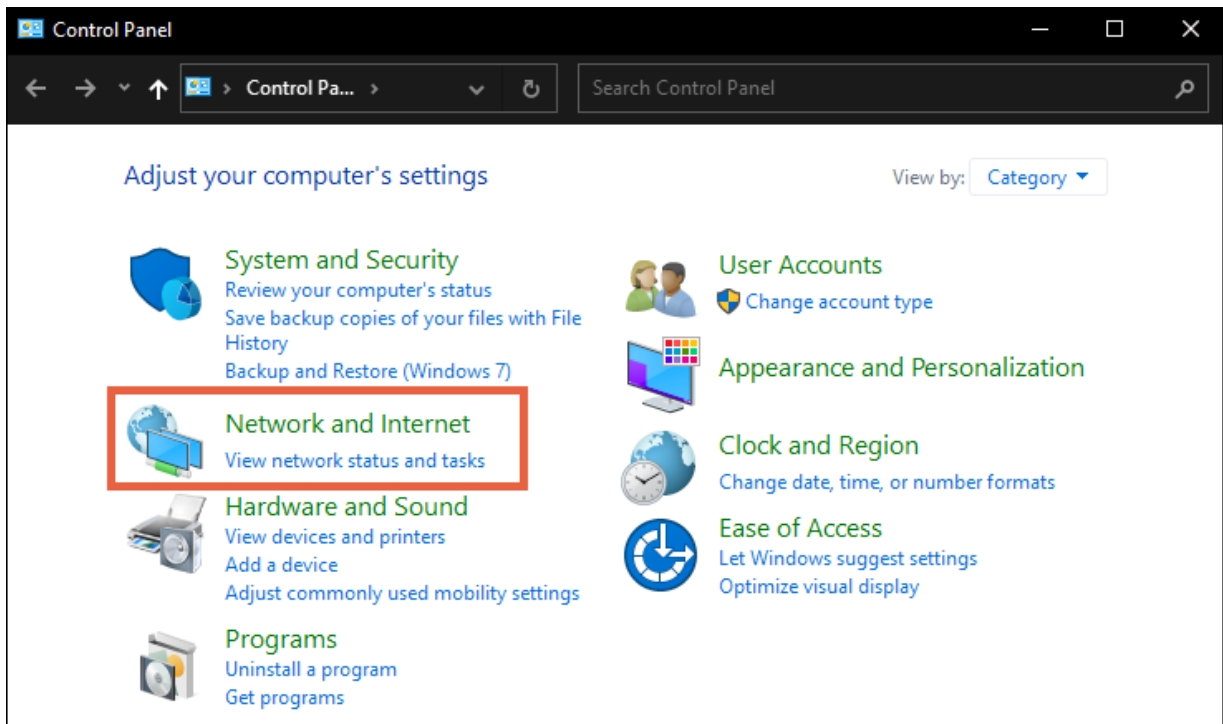 Control Panel
Control Pa...
Search Control Panel
Adjust your computer's settings
View by: Category
System and Security
Review your computer's status
Save backup copies of your files with File
History
Backup and Restore (Windows 7)
Network and Internet
View network status and tasks
Hardware and Sound
View devices and printers
Add a device
Adjust commonly used mobility settings
Programs
Uninstall a program
Get programs
User Accounts
Change account type
Appearance and Personalization
Clock and Region
Change date, time, or number formats
Ease of Access
Let Windows suggest settings
Optimize visual display